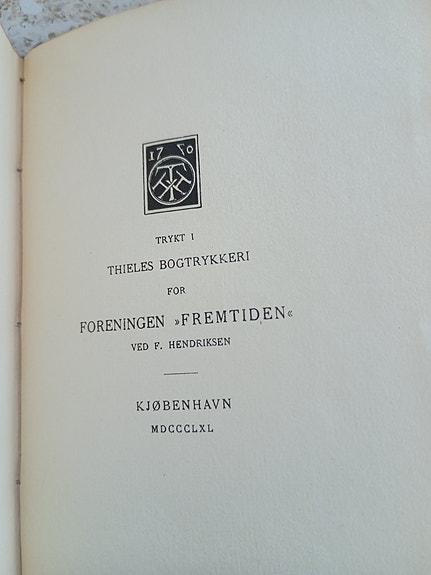 17 70
TRYKT I
THIELES BOGTRYKKERI
FOR
FORENINGEN »FREMTIDEN«
VED F. HENDRIKSEN
KJØBENHAVN
MDCCCLXL